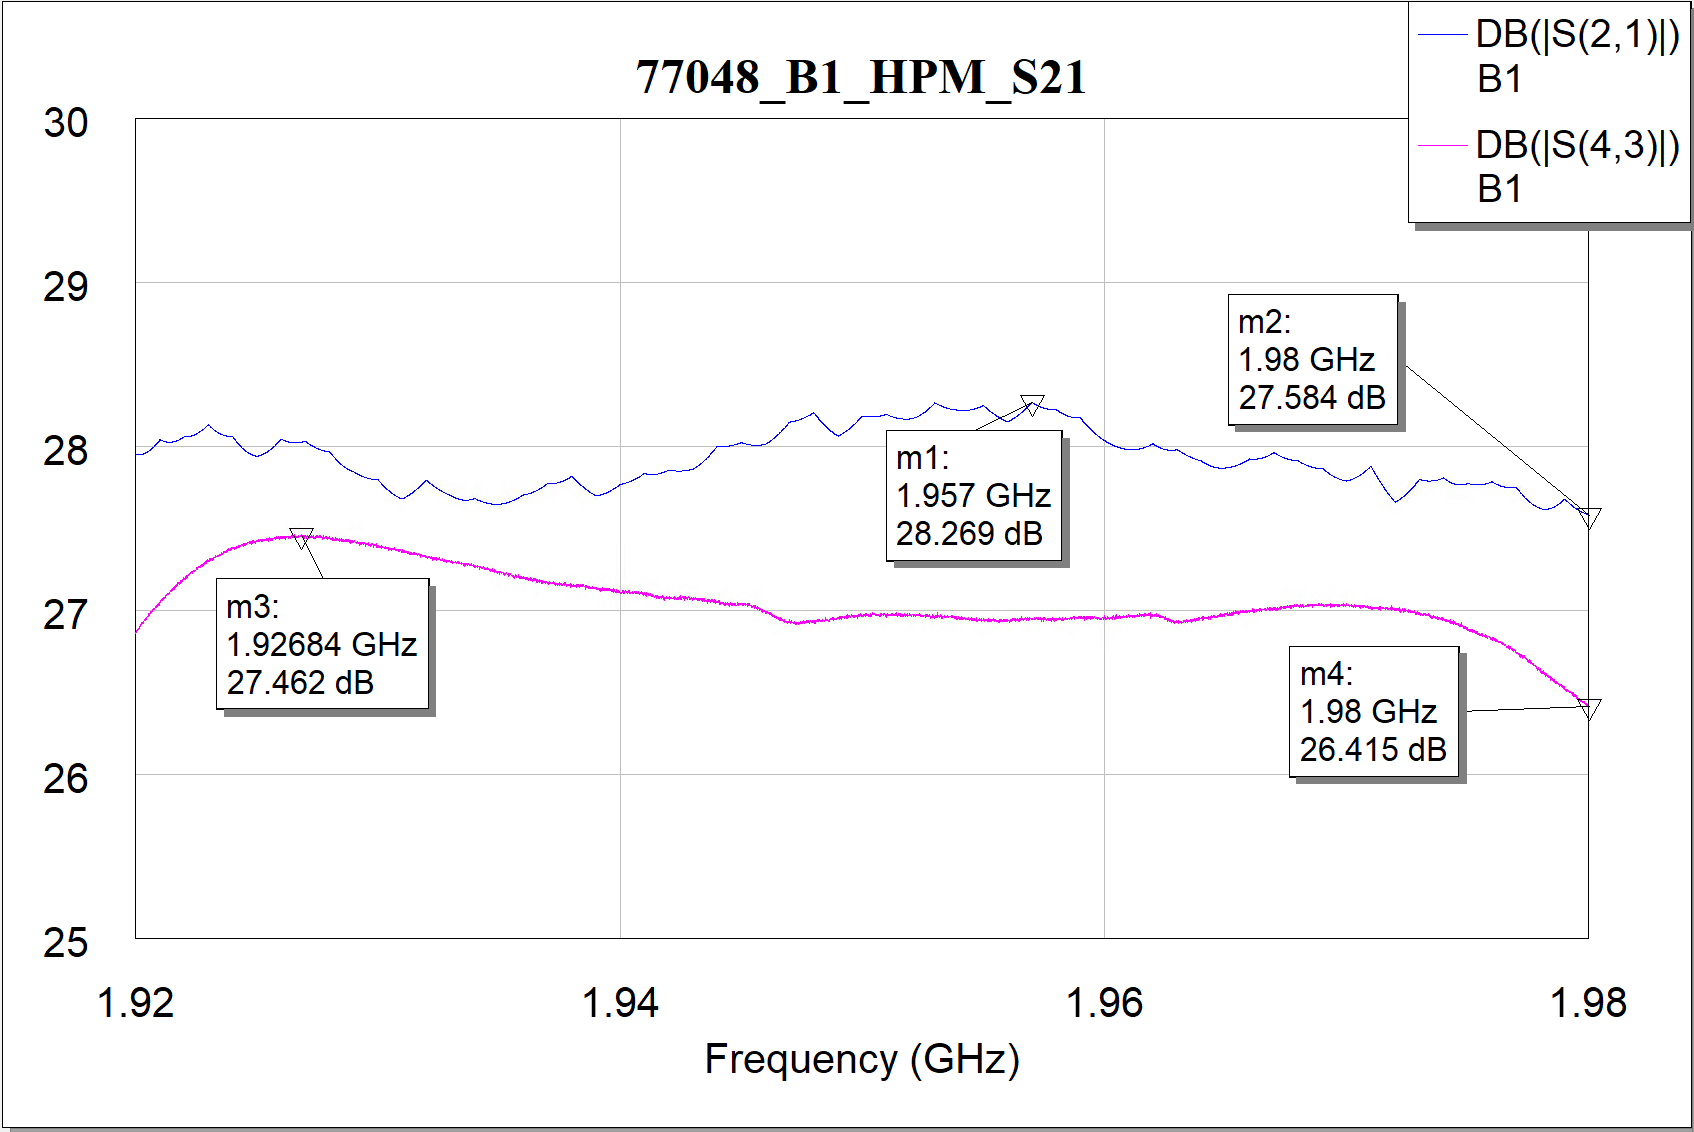 77048_B1_HPM_S21
DB(|S(2,1)|)
B1
DB(|S(4,3)|)
B1
30
29
28
27
26
25
m2:
1.98 GHz
27.584 dB
m1:
1.957 GHz
28.269 dB
m3:
1.92684 GHz
27.462 dB
m4:
1.98 GHz
26.415 dB
1.92
1.94
1.96
1.98
Frequency (GHz)